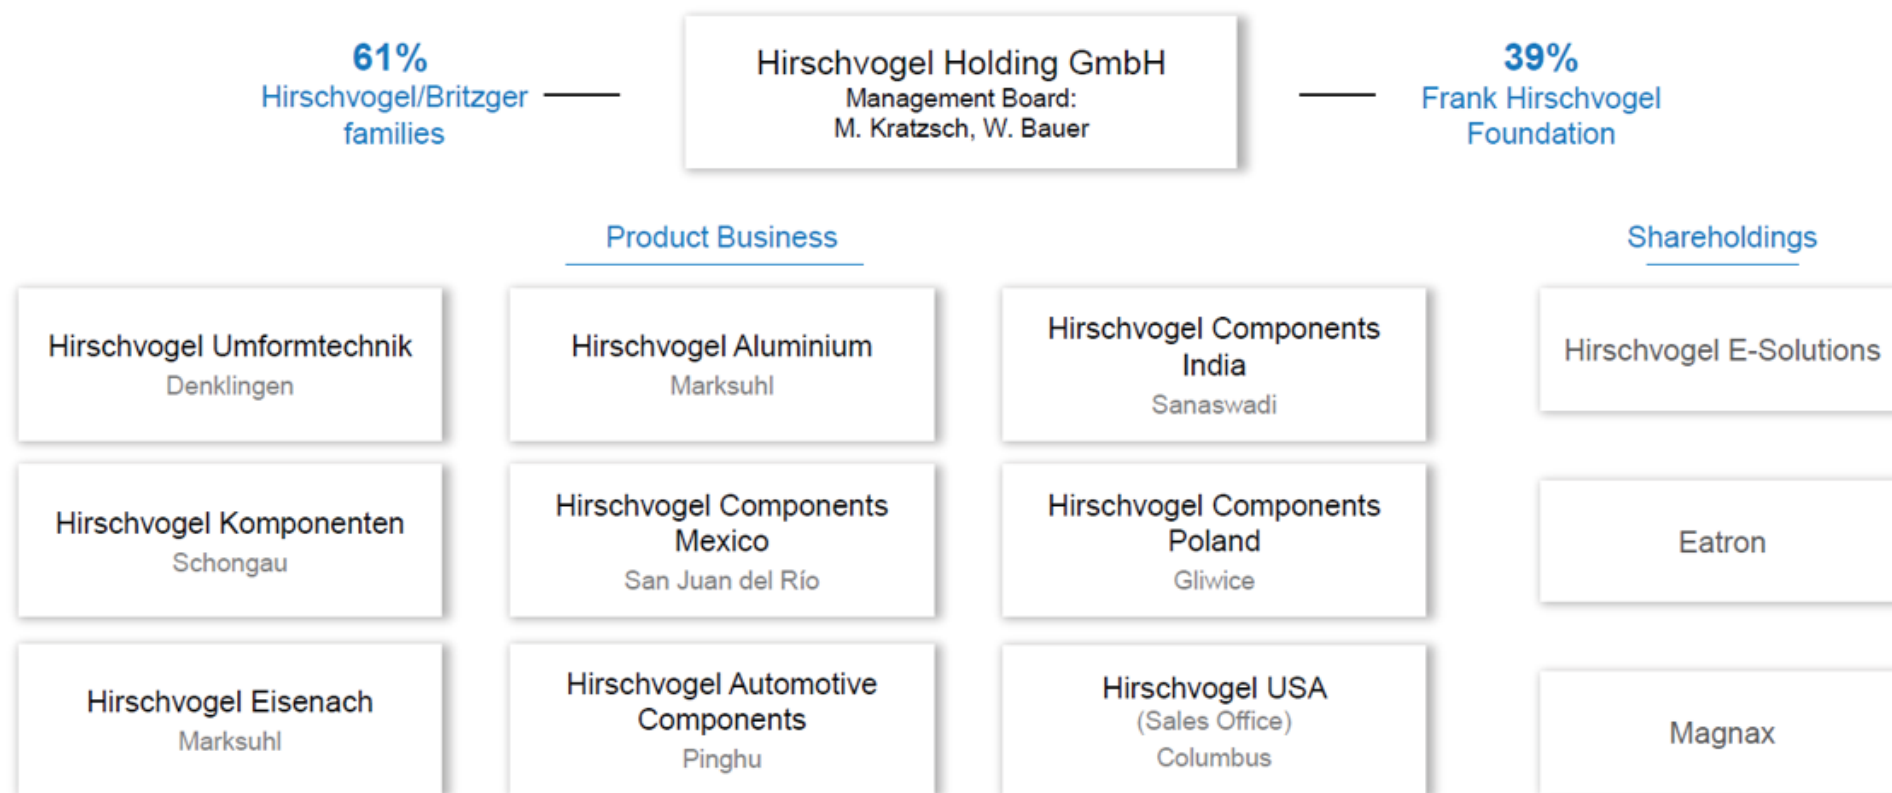 61%
Hirschvogel/Britzger
families
Hirschvogel Holding GmbH
Management Board:
M. Kratzsch, W. Bauer
39%
Frank Hirschvogel
Foundation
Product Business
Shareholdings
Hirschvogel Umformtechnik
Denklingen
Hirschvogel Aluminium
Marksuhl
Hirschvogel Components
India
Sanaswadi
Hirschvogel E-Solutions
Hirschvogel Komponenten
Schongau
Hirschvogel Components
Mexico
San Juan del Río
Hirschvogel Components
Poland
Gliwice
Eatron
Hirschvogel Eisenach
Marksuhl
Hirschvogel Automotive
Components
Pinghu
Hirschvogel USA
(Sales Office)
Columbus
Magnax